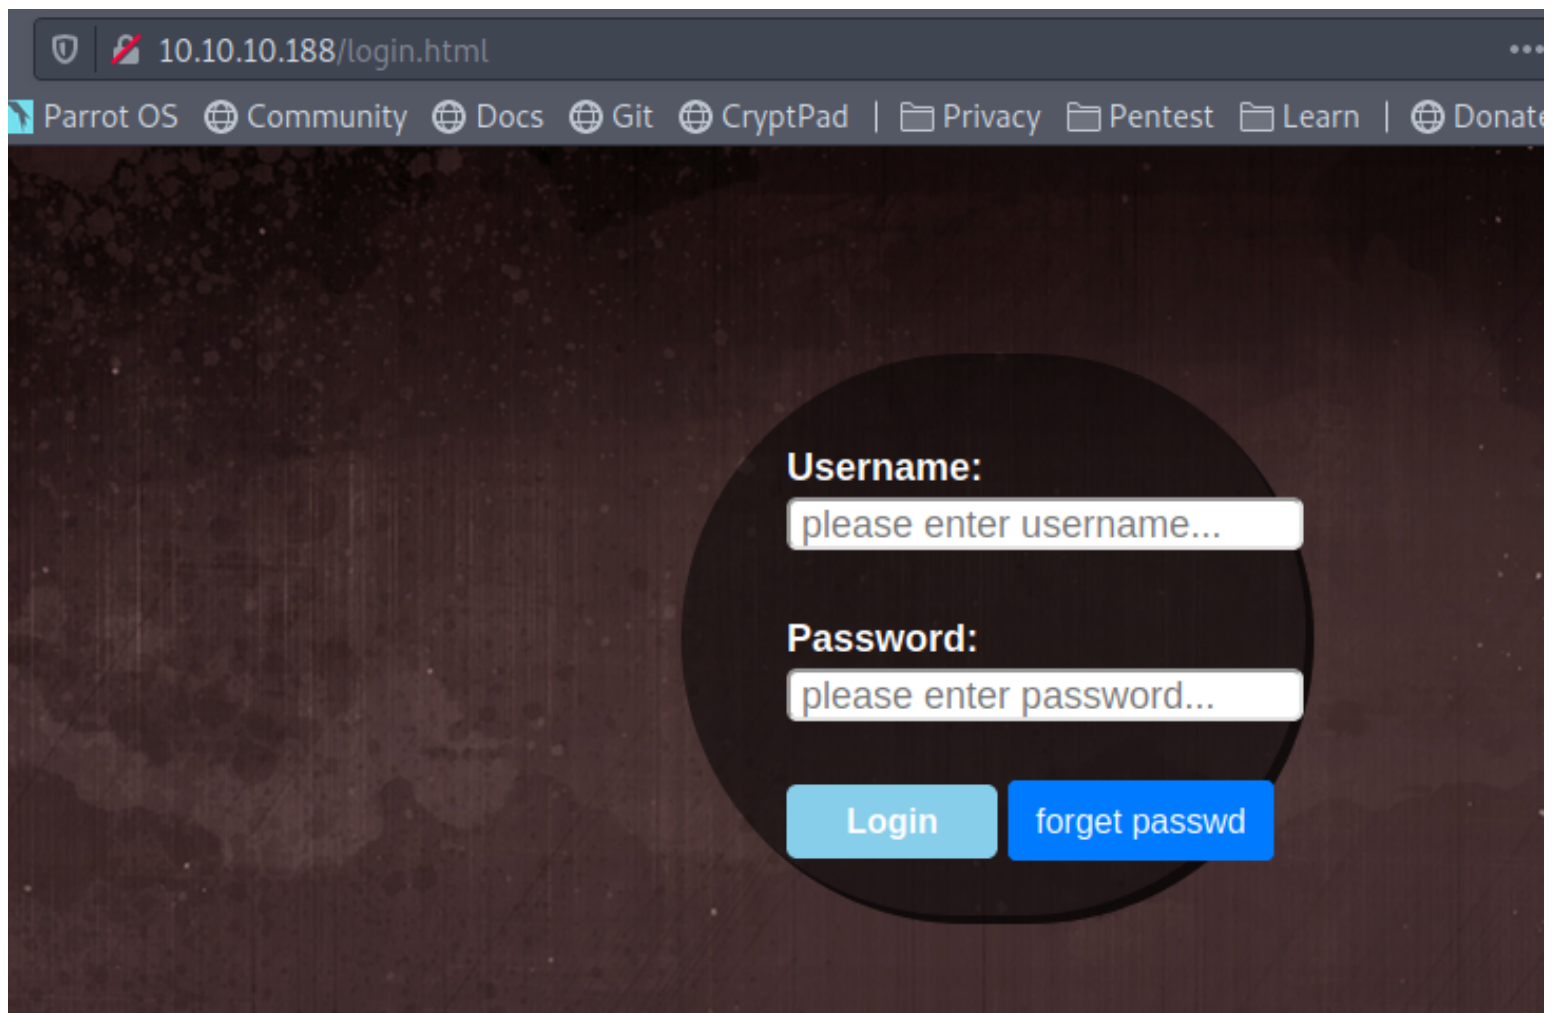 10.10.10.188/login.html
Parrot OS Community Docs Git CryptPad | Privacy Pentest Learn | Donate
Username:
please enter username...
Password:
please enter password...
Login forget passwd